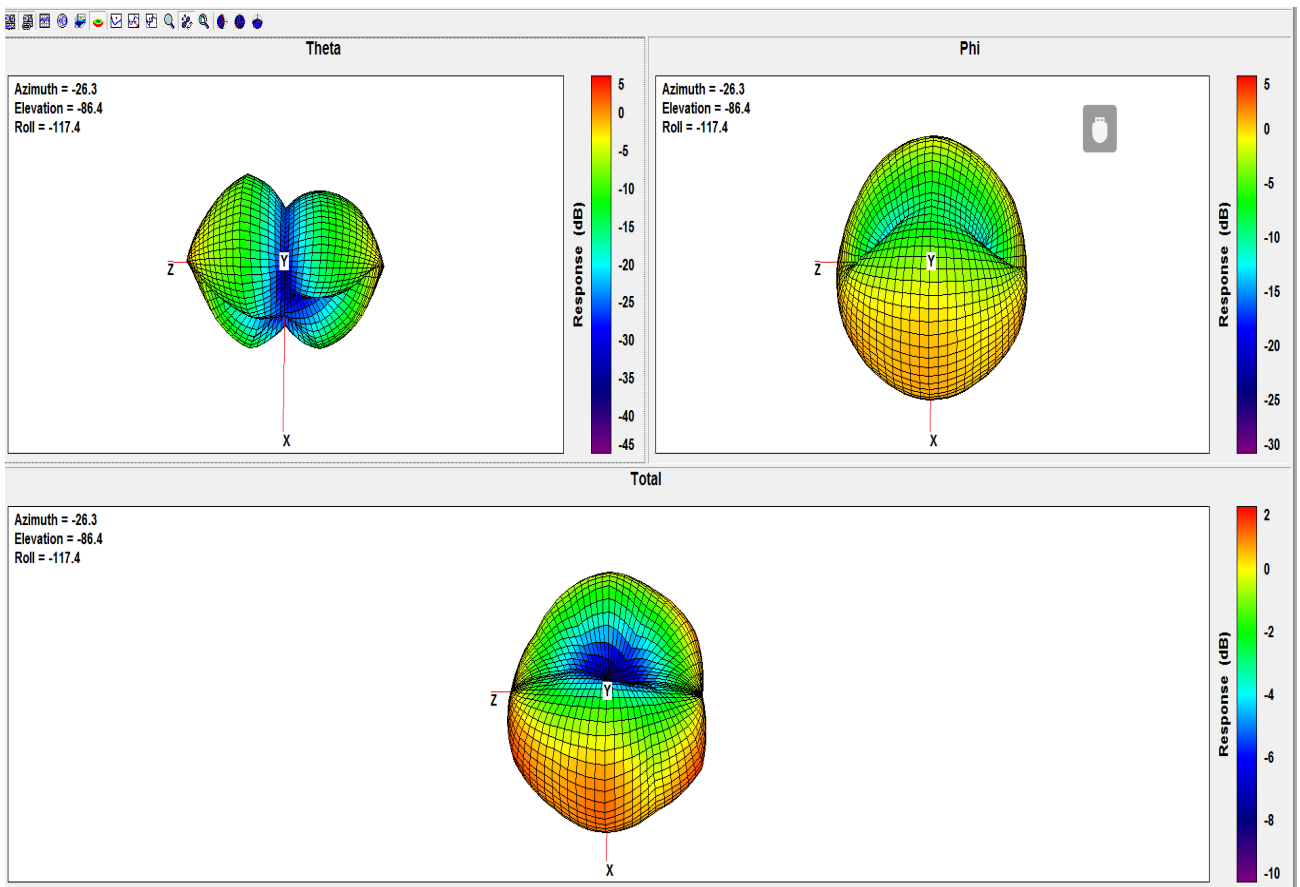 Theta
Azimuth = -26.3
Elevation = -86.4
Roll = -117.4
Z
Y
X
5
0
-5
-10
-15
-20
-25
-30
-35
-40
-45
Response (dB)
Phi
Azimuth = -26.3
Elevation = -86.4
Roll = -117.4
Z
Y
X
5
0
-5
-10
-15
-20
-25
-30
Response (dB)
Total
Azimuth = -26.3
Elevation = -86.4
Roll = -117.4
Z
Y
X
2
0
-2
-4
-6
-8
-10
Response (dB)